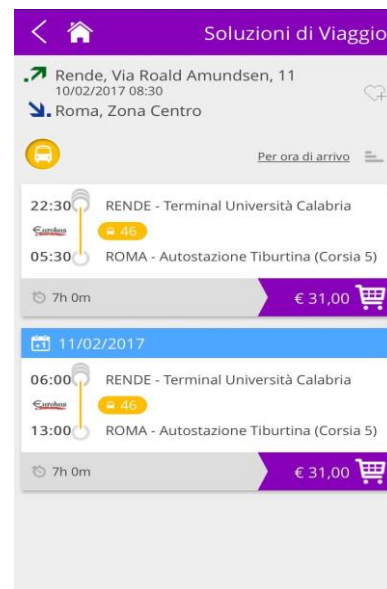 Soluzioni di Viaggio
Rende, Via Roald Amundsen, 11
10/02/2017 08:30
Roma, Zona Centro
Per ora di arrivo
22:30 RENDE - Terminal Università Calabria
Eurobus 46
05:30 ROMA - Autostazione Tiburtina (Corsia 5)
7h 0m € 31,00
+1 11/02/2017
06:00 RENDE - Terminal Università Calabria
Eurobus 46
13:00 ROMA - Autostazione Tiburtina (Corsia 5)
7h 0m € 31,00